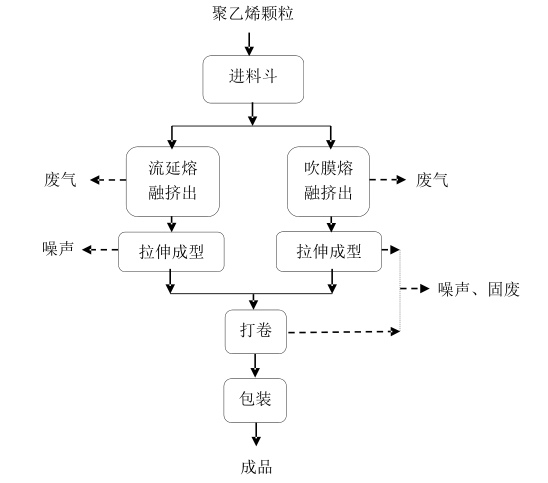 聚乙烯颗粒
进料斗
流延熔
融挤出
吹膜熔
融挤出
废气
废气
噪声
拉伸成型
拉伸成型
噪声、固废
打卷
包装
成品